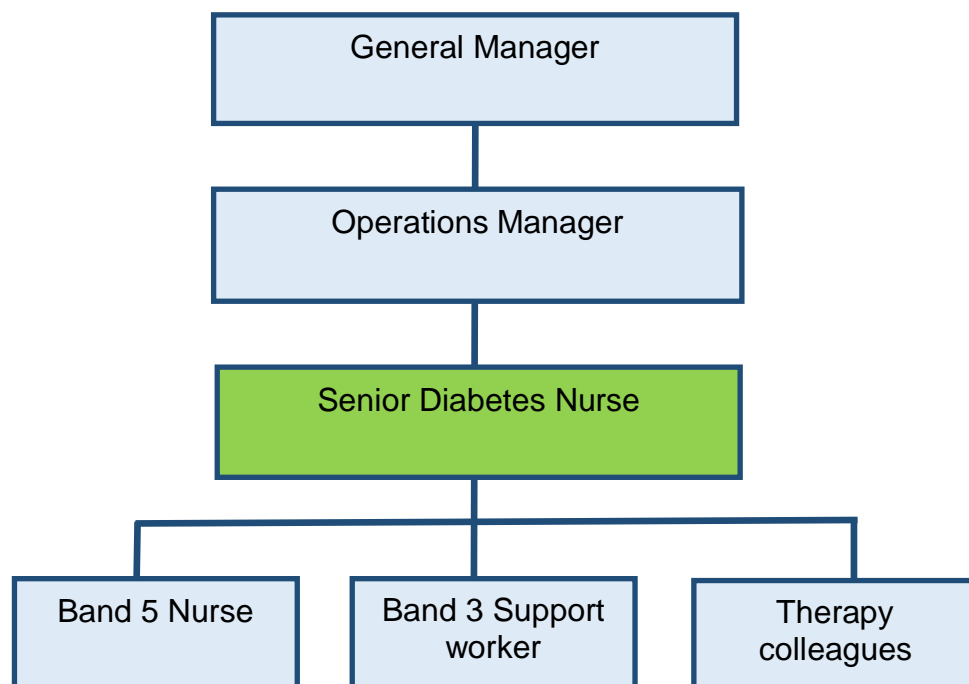 General Manager
Operations Manager
Senior Diabetes Nurse
Band 5 Nurse
Band 3 Support
worker
Therapy
colleagues